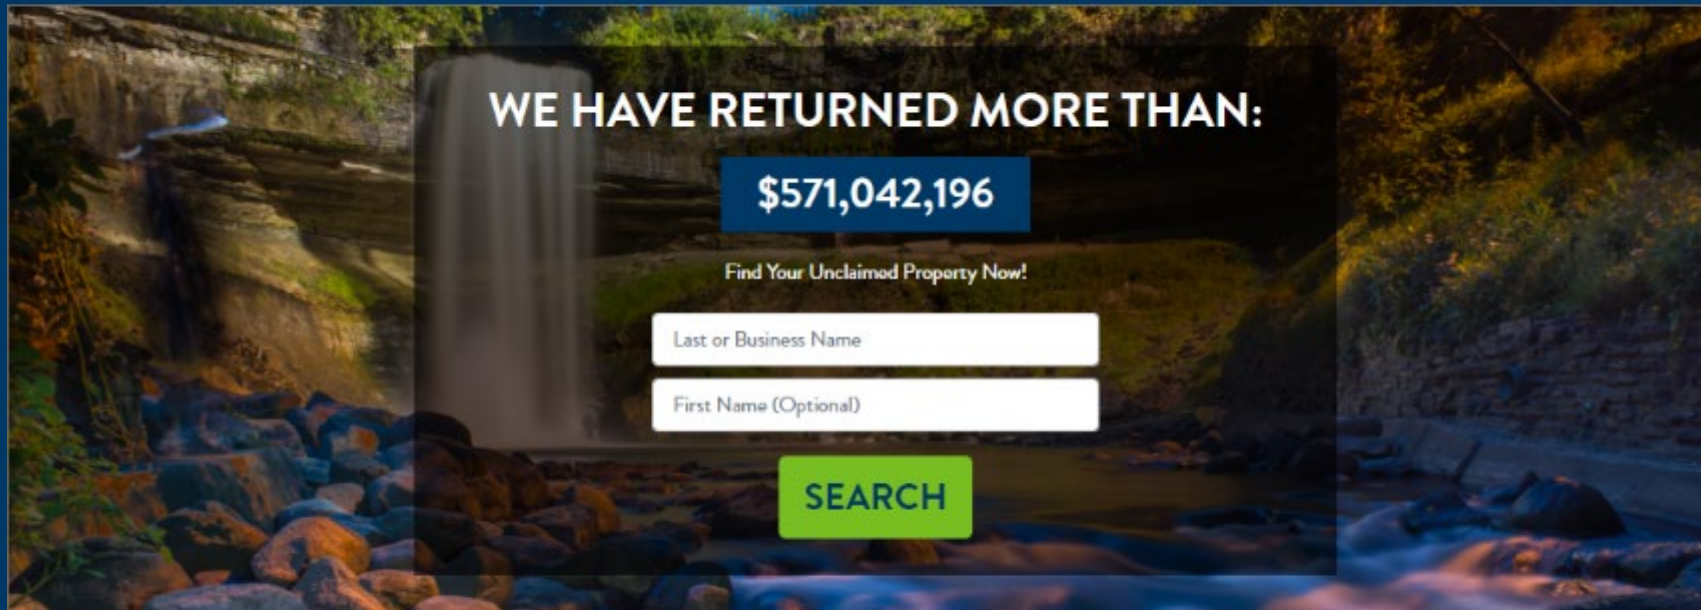 WE HAVE RETURNED MORE THAN:
$571,042,196
Find Your Unclaimed Property Now!
Last or Business Name
First Name (Optional)
SEARCH